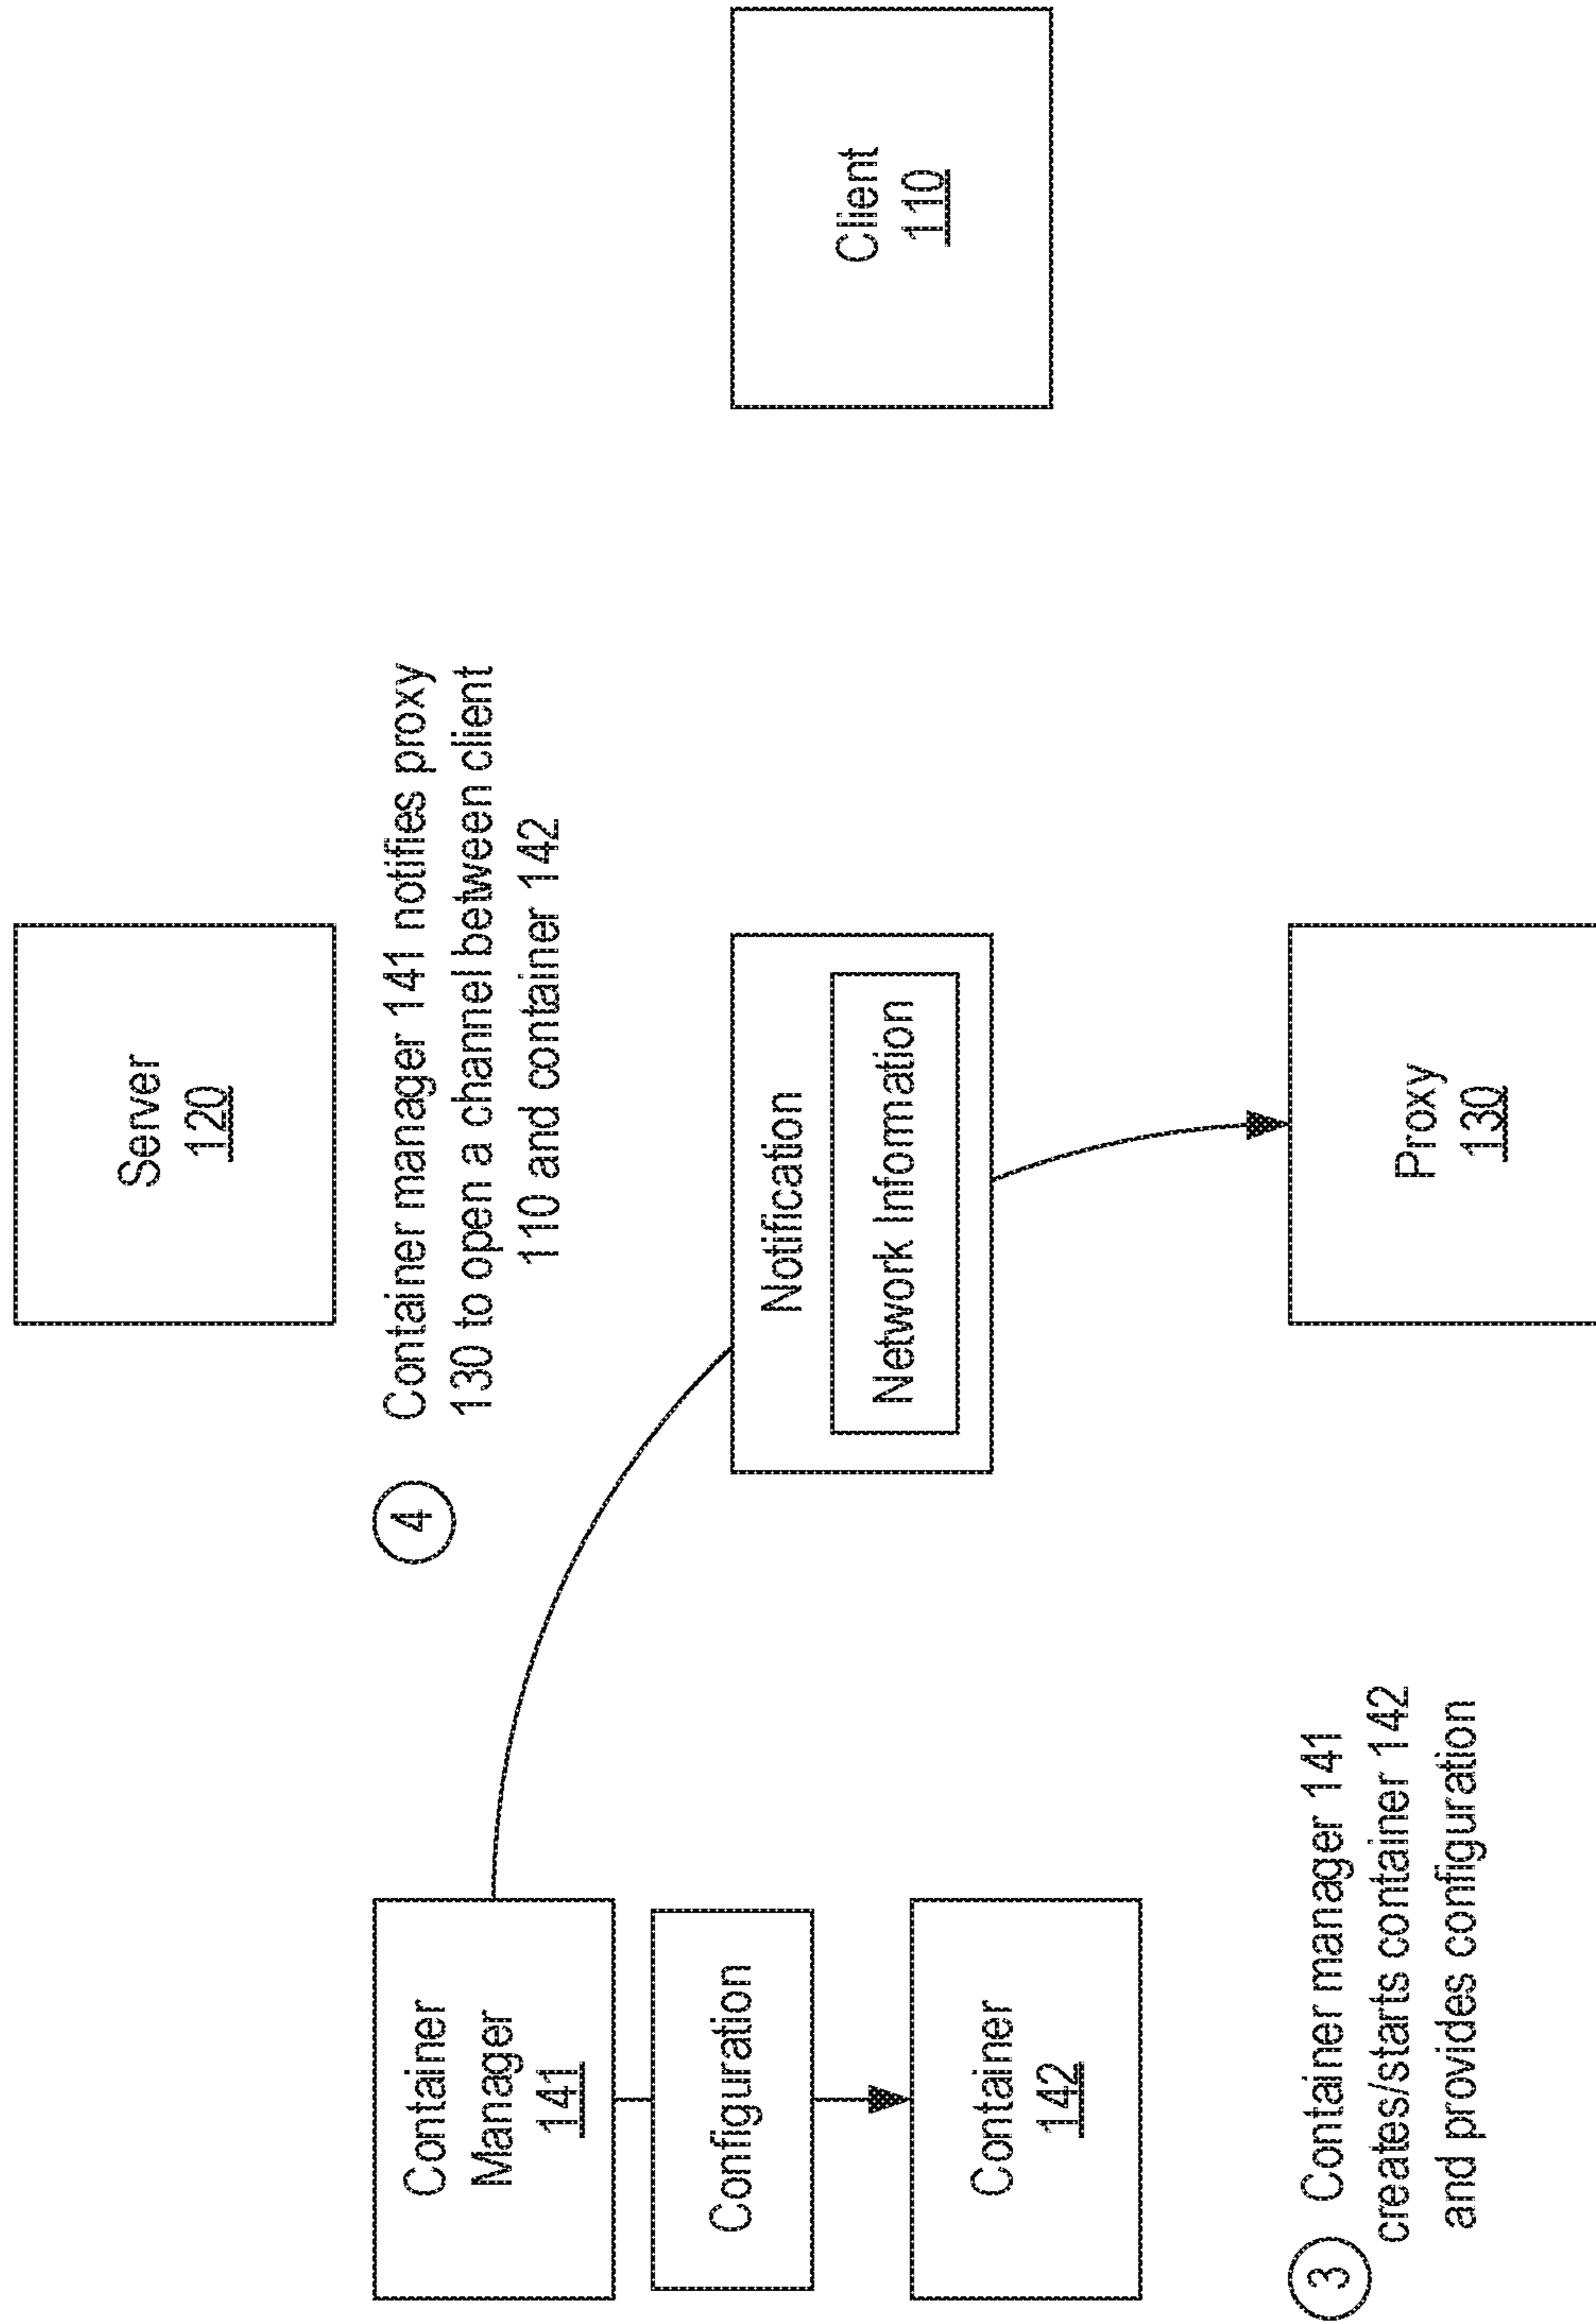 Server
120
4
Container manager 141 notifies proxy
130 to open a channel between client
110 and container 142
Container
Manager
141
Configuration
Container
142
Notification
Network Information
Client
110
3
Container manager 141
creates/starts container 142
and provides configuration
Proxy
130